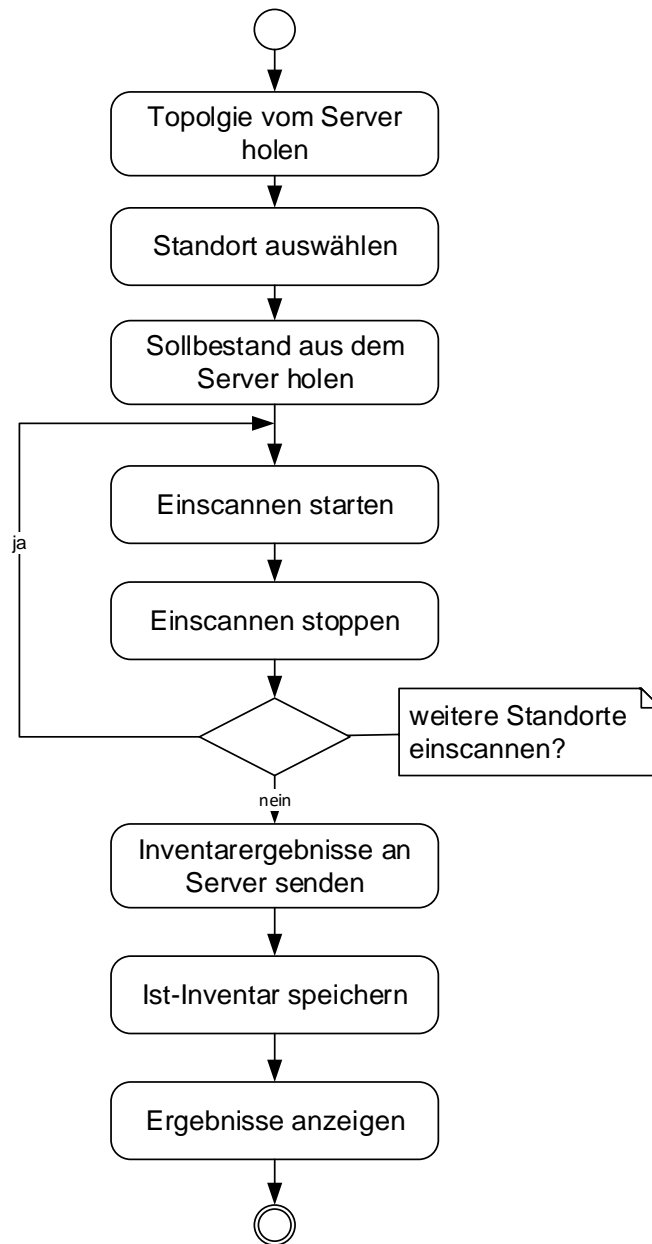 Topolgie vom Server
holen
Standort auswählen
Sollbestand aus dem
Server holen
Einscannen starten
ja
Einscannen stoppen
weitere Standorte
einscannen?
nein
Inventarergebnisse an
Server senden
Ist-Inventar speichern
Ergebnisse anzeigen